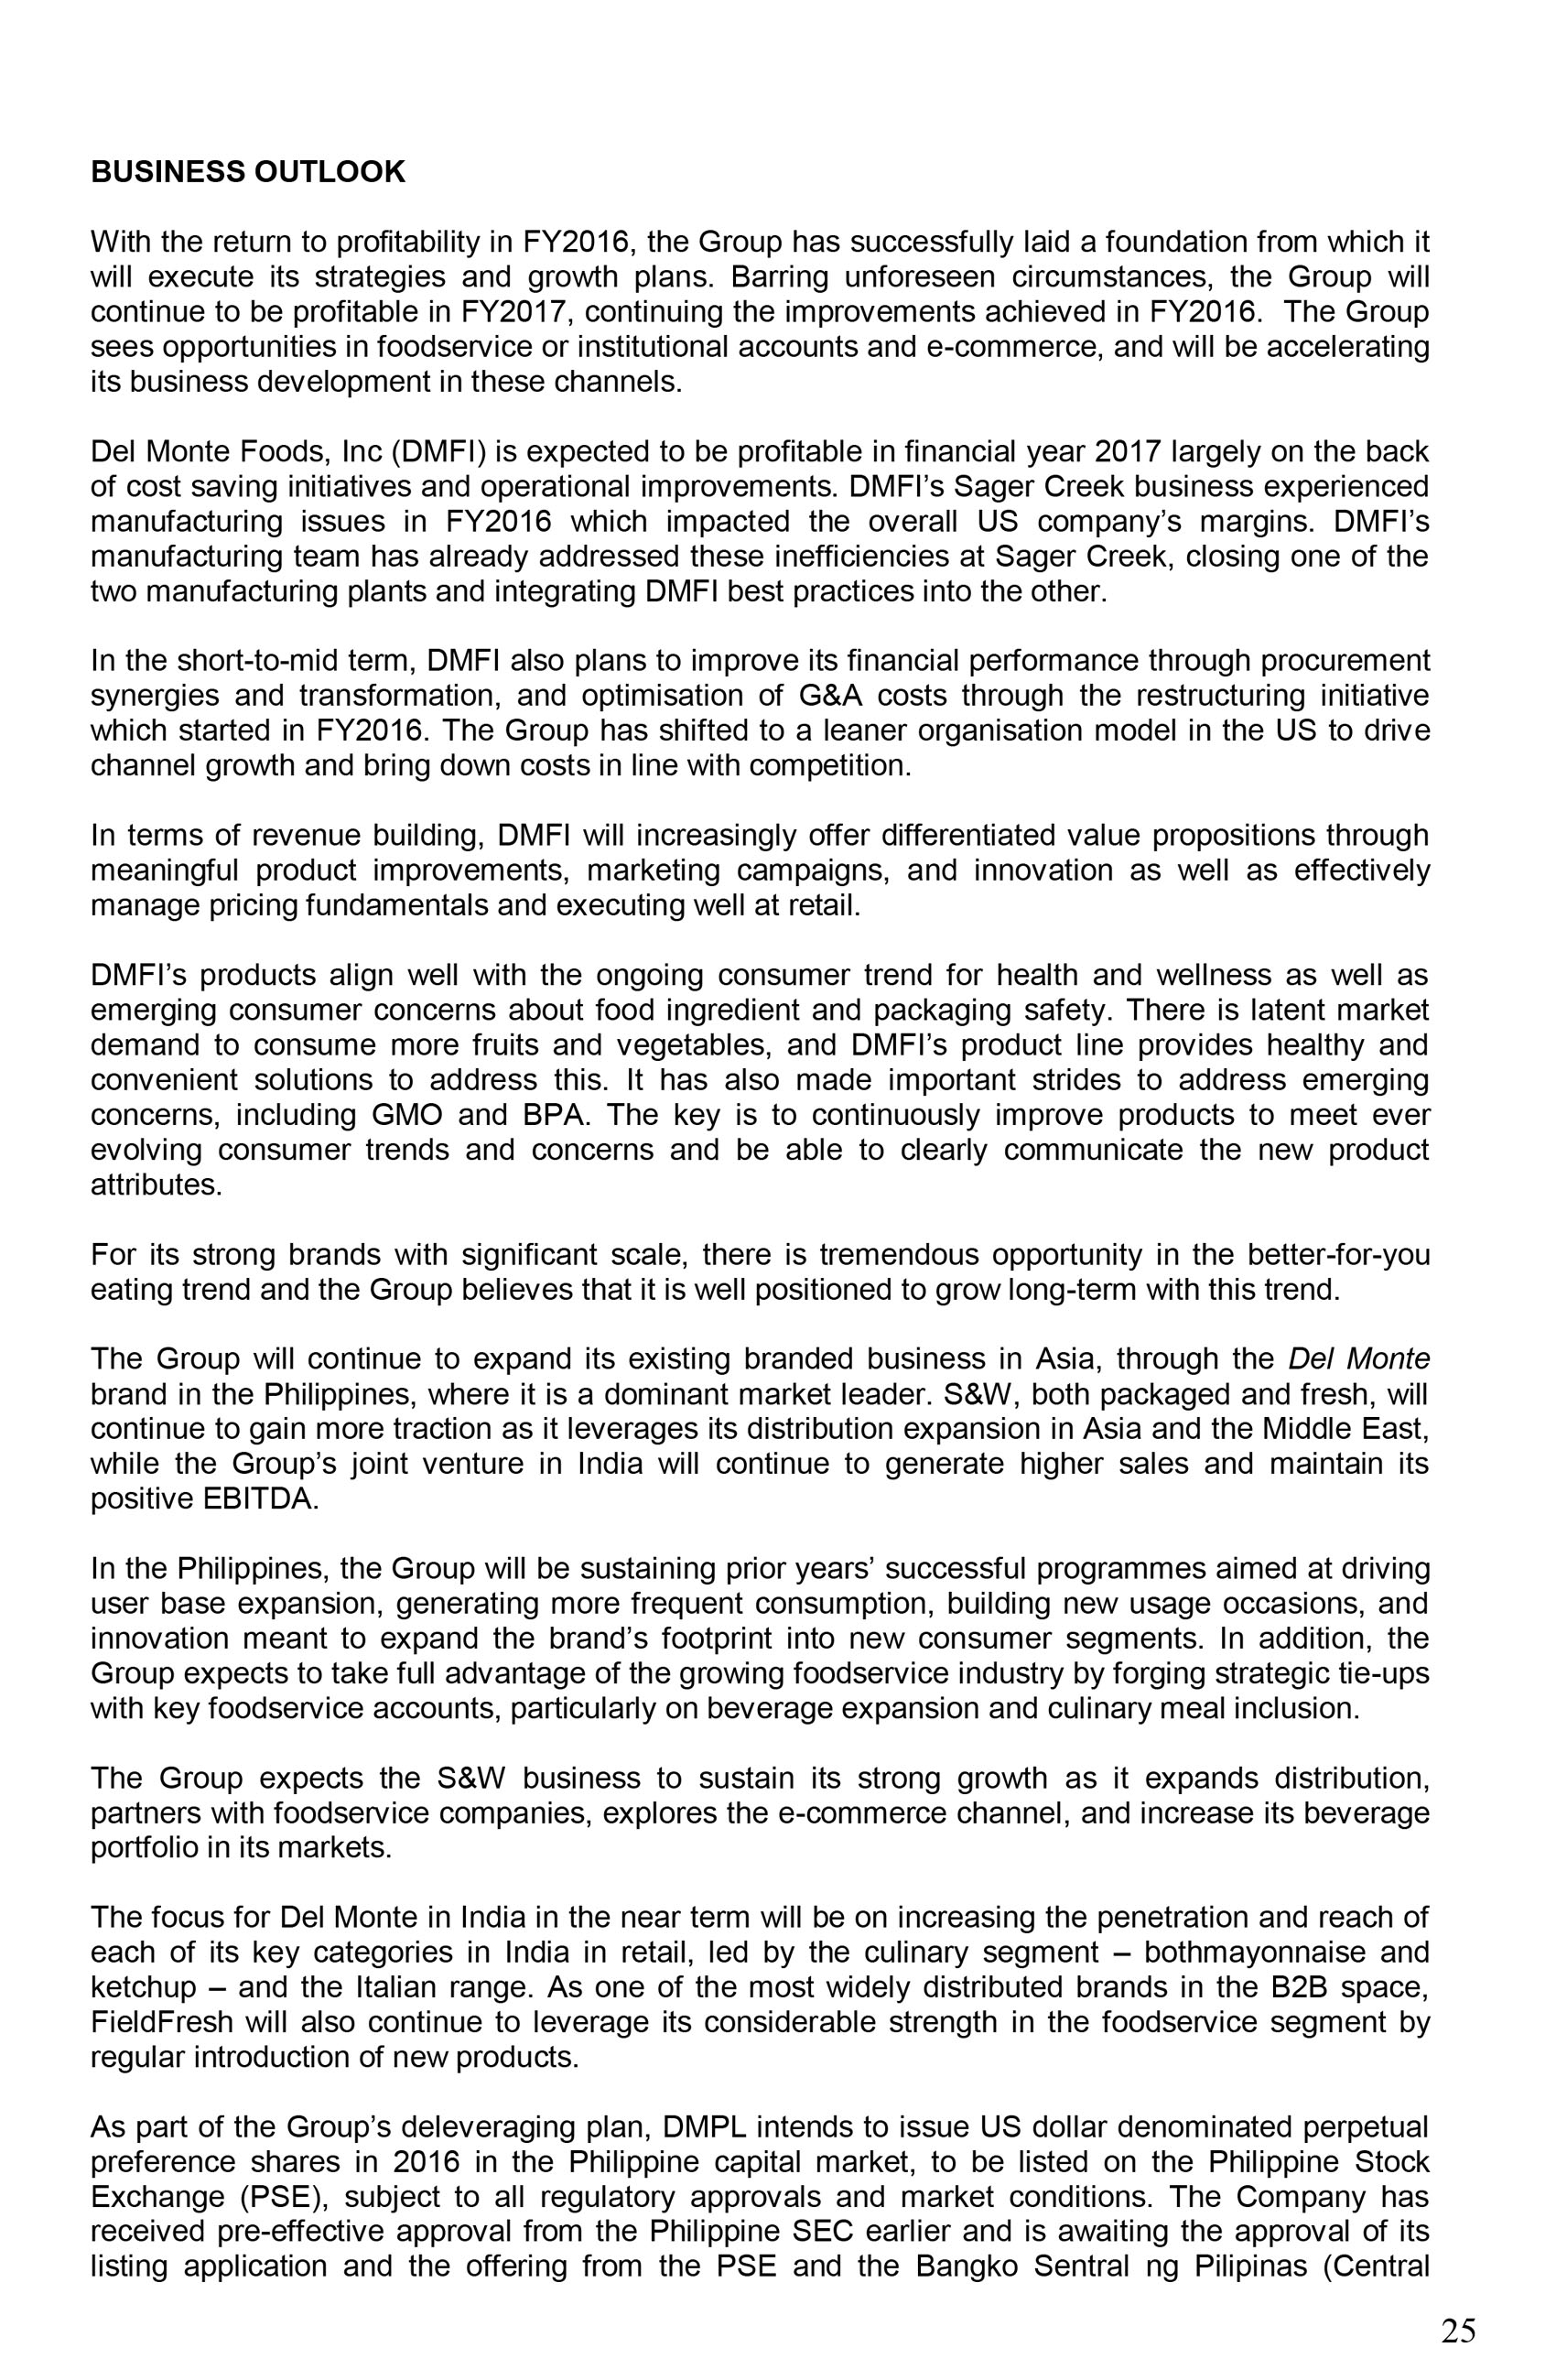 BUSINESS OUTLOOK
With the return to profitability in FY2016, the Group has successfully laid a foundation from which it
will execute its strategies and growth plans. Barring unforeseen circumstances, the Group will
continue to be profitable in FY2017, continuing the improvements achieved in FY2016.  The Group
sees opportunities in foodservice or institutional accounts and e-commerce, and will be accelerating
its business development in these channels.
Del Monte Foods, Inc (DMFI) is expected to be profitable in financial year 2017 largely on the back
of cost saving initiatives and operational improvements. DMFI’s Sager Creek business experienced
manufacturing issues in FY2016 which impacted the overall US company’s margins. DMFI’s
manufacturing team has already addressed these inefficiencies at Sager Creek, closing one of the
two manufacturing plants and integrating DMFI best practices into the other.
In the short-to-mid term, DMFI also plans to improve its financial performance through procurement
synergies and transformation, and optimisation of G&A costs through the restructuring initiative
which started in FY2016. The Group has shifted to a leaner organisation model in the US to drive
channel growth and bring down costs in line with competition.
In terms of revenue building, DMFI will increasingly offer differentiated value propositions through
meaningful product improvements, marketing campaigns, and innovation as well as effectively
manage pricing fundamentals and executing well at retail.
DMFI’s products align well with the ongoing consumer trend for health and wellness as well as
emerging consumer concerns about food ingredient and packaging safety. There is latent market
demand to consume more fruits and vegetables, and DMFI’s product line provides healthy and
convenient solutions to address this. It has also made important strides to address emerging
concerns, including GMO and BPA. The key is to continuously improve products to meet ever
evolving consumer trends and concerns and be able to clearly communicate the new product
attributes.
For its strong brands with significant scale, there is tremendous opportunity in the better-for-you
eating trend and the Group believes that it is well positioned to grow long-term with this trend.
The Group will continue to expand its existing branded business in Asia, through the Del Monte
brand in the Philippines, where it is a dominant market leader. S&W, both packaged and fresh, will
continue to gain more traction as it leverages its distribution expansion in Asia and the Middle East,
while the Group’s joint venture in India will continue to generate higher sales and maintain its
positive EBITDA.
In the Philippines, the Group will be sustaining prior years’ successful programmes aimed at driving
user base expansion, generating more frequent consumption, building new usage occasions, and
innovation meant to expand the brand’s footprint into new consumer segments. In addition, the
Group expects to take full advantage of the growing foodservice industry by forging strategic tie-ups
with key foodservice accounts, particularly on beverage expansion and culinary meal inclusion.
The Group expects the S&W business to sustain its strong growth as it expands distribution,
partners with foodservice companies, explores the e-commerce channel, and increase its beverage
portfolio in its markets.
The focus for Del Monte in India in the near term will be on increasing the penetration and reach of
each of its key categories in India in retail, led by the culinary segment – bothmayonnaise and
ketchup – and the Italian range. As one of the most widely distributed brands in the B2B space,
FieldFresh will also continue to leverage its considerable strength in the foodservice segment by
regular introduction of new products.
As part of the Group’s deleveraging plan, DMPL intends to issue US dollar denominated perpetual
preference shares in 2016 in the Philippine capital market, to be listed on the Philippine Stock
Exchange (PSE), subject to all regulatory approvals and market conditions. The Company has
received pre-effective approval from the Philippine SEC earlier and is awaiting the approval of its
listing application and the offering from the PSE and the Bangko Sentral ng Pilipinas (Central
25